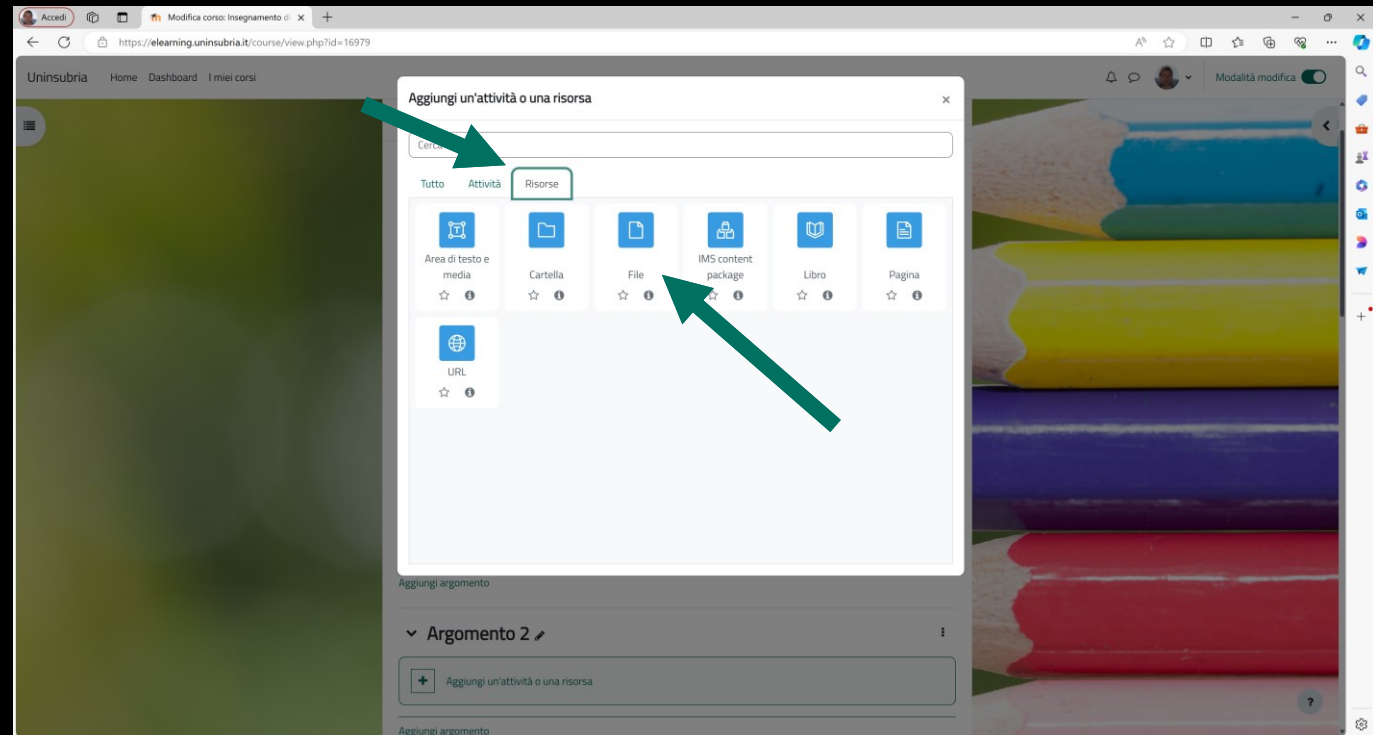 Accedi
Modifica corso: Insegnamento di
https://elearning.uninsubria.it/course/view.php?id=16979
Uninsubria Home Dashboard I miei corsi
Modalità modifica
Aggiungi un'attività o una risorsa
Tutto Attività Risorse
Area di testo e media
Cartella
File
IMS content package
Libro
Pagina
URL
Aggiungi argomento
Argomento 2
Aggiungi un'attività o una risorsa
Aggiungi argomento